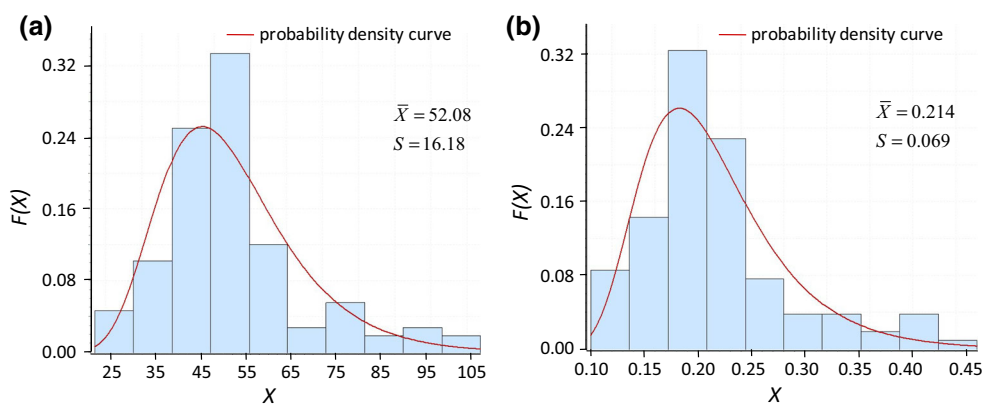 (a)
probability density curve
X̄ = 52.08
S = 16.18
F(X)
0.32
0.24
0.16
0.08
0.00
25 35 45 55 65 75 85 95 105
X
(b)
probability density curve
X̄ = 0.214
S = 0.069
F(X)
0.32
0.24
0.16
0.08
0.00
0.10 0.15 0.20 0.25 0.30 0.35 0.40 0.45
X